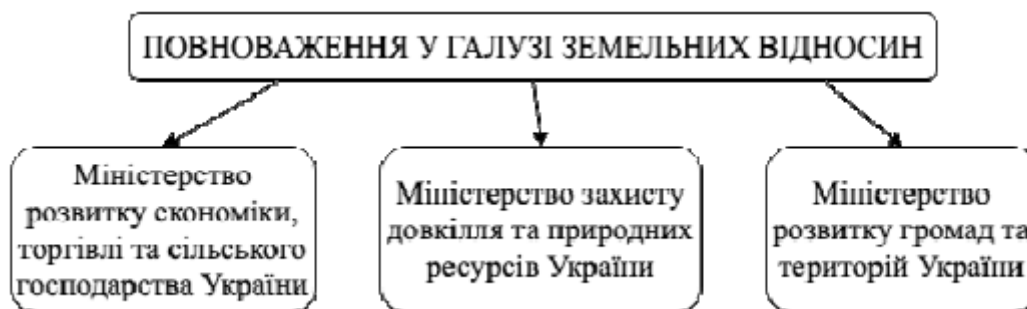 ПОВНОВАЖЕННЯ У ГАЛУЗІ ЗЕМЕЛЬНИХ ВІДНОСИН
Міністерство
розвитку економіки,
торгівлі та сільського
господарства України
Міністерство захисту
довкілля та природних
ресурсів України
Міністерство
розвитку громад та
територій України